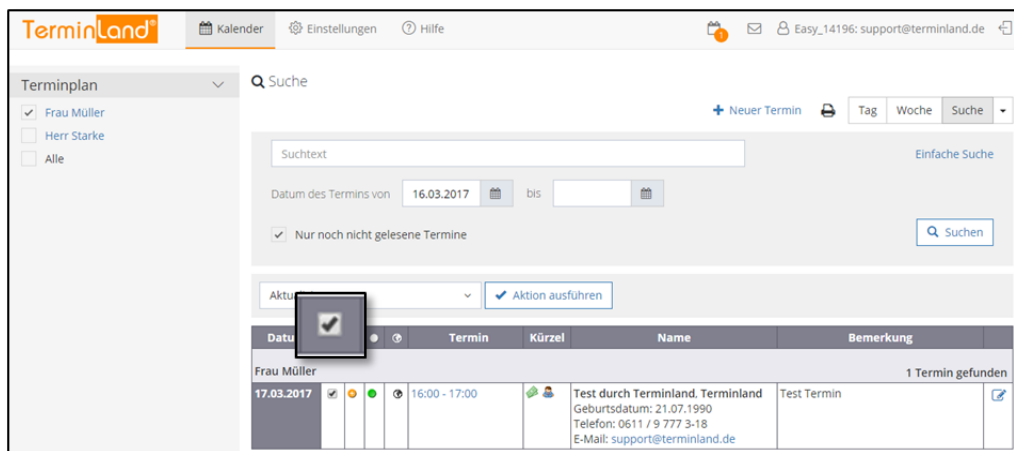 TerminLand®
Kalender
Einstellungen
Hilfe
1
Easy_14196: support@terminland.de
Terminplan
Frau Müller
Herr Starke
Alle
Suche
Neuer Termin
Tag
Woche
Suche
Suchtext
Einfache Suche
Datum des Termins von
16.03.2017
bis
Nur noch nicht gelesene Termine
Suchen
Aktion ausführen
Termin
Kürzel
Name
Bemerkung
Frau Müller
1 Termin gefunden
17.03.2017
16:00 - 17:00
Test durch Terminland, Terminland
Geburtsdatum: 21.07.1990
Telefon: 0611 / 9 777 3-18
E-Mail: support@terminland.de
Test Termin